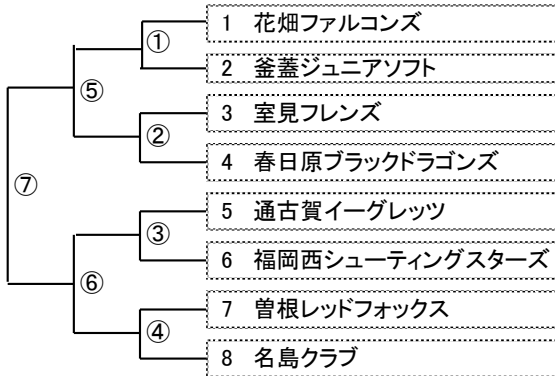 ① 1 花畑ファルコンズ
2 釜蓋ジュニアソフト
⑤
② 3 室見フレンズ
4 春日原ブラックドラゴンズ
⑦
③ 5 通古賀イーグレッツ
6 福岡西シューティングスターズ
⑥
④ 7 曽根レッドフォックス
8 名島クラブ